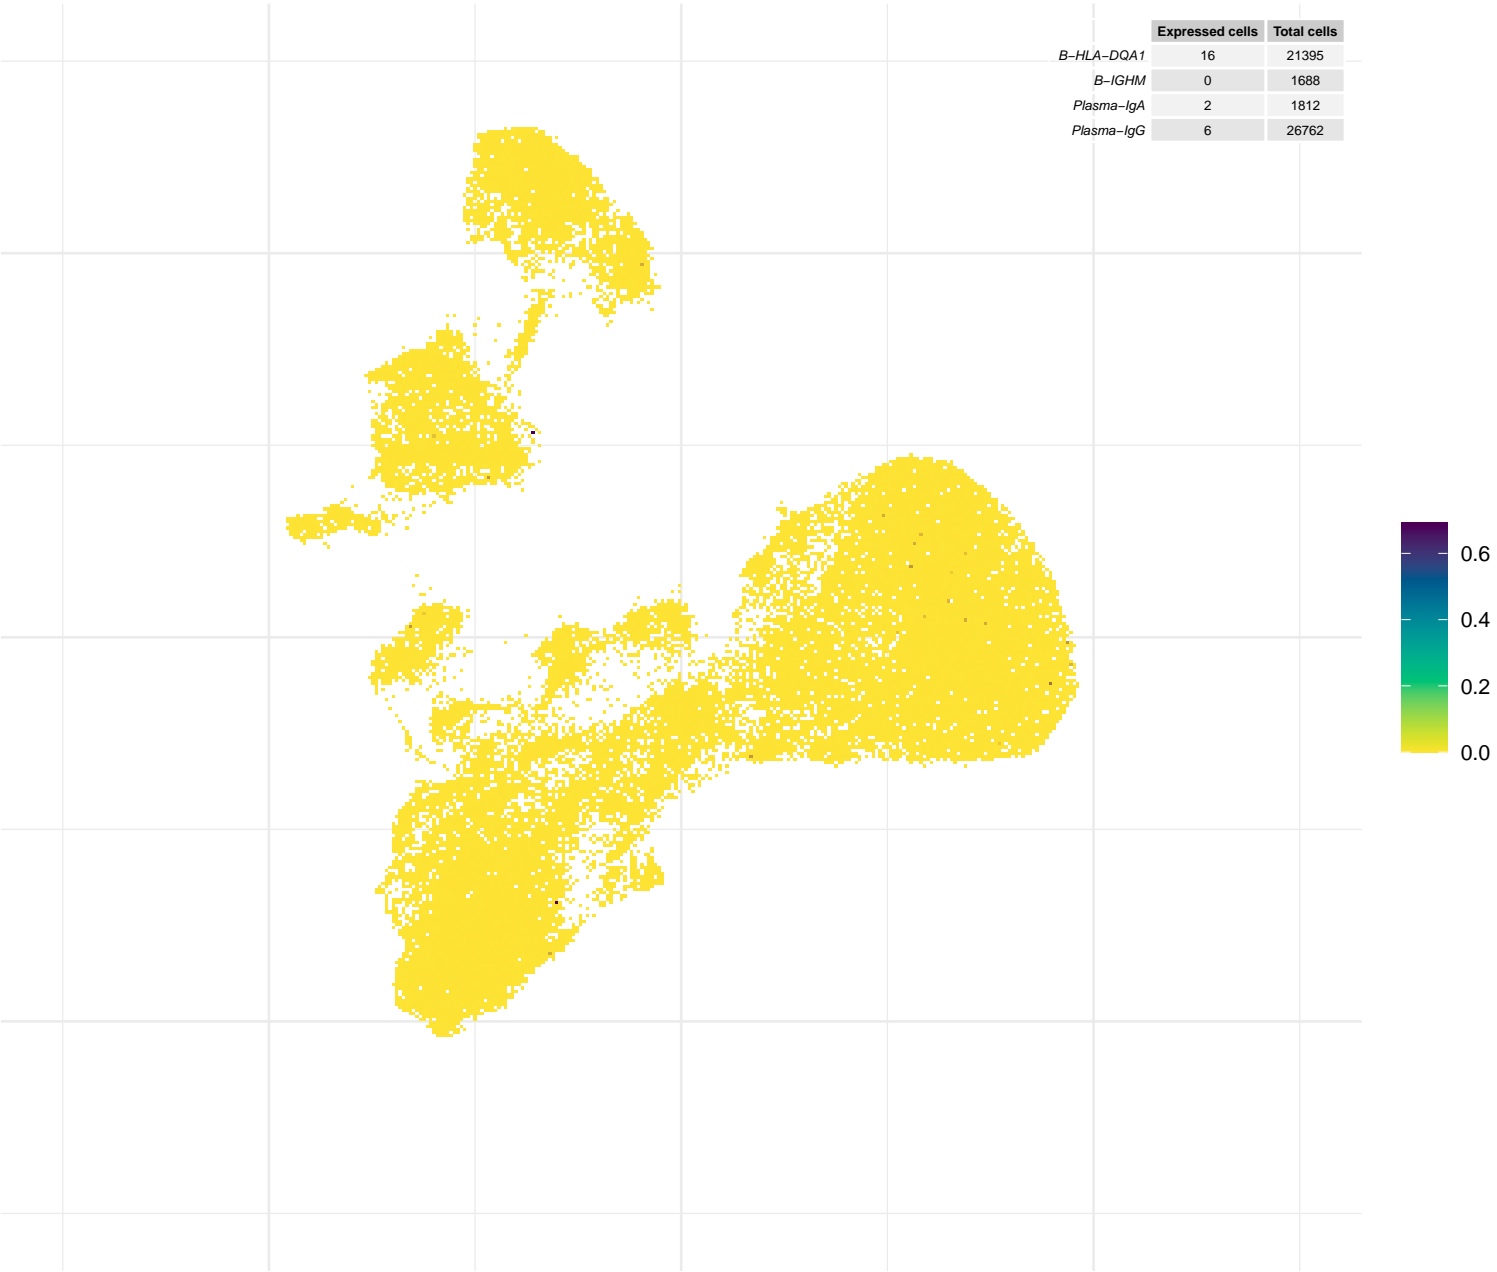 Expressed cells Total cells
B−HLA−DQA1 16 21395
B−IGHM 0 1688
Plasma−IgA 2 1812
Plasma−IgG 6 26762
0.6
0.4
0.2
0.0